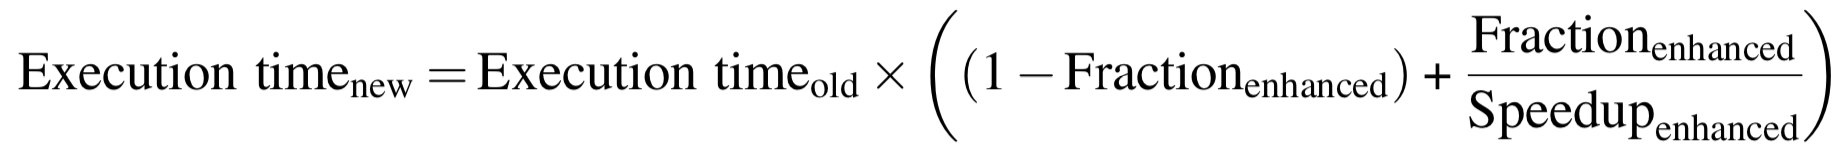 Execution time_new = Execution time_old × ((1 − Fraction_enhanced) + Fraction_enhanced / Speedup_enhanced)